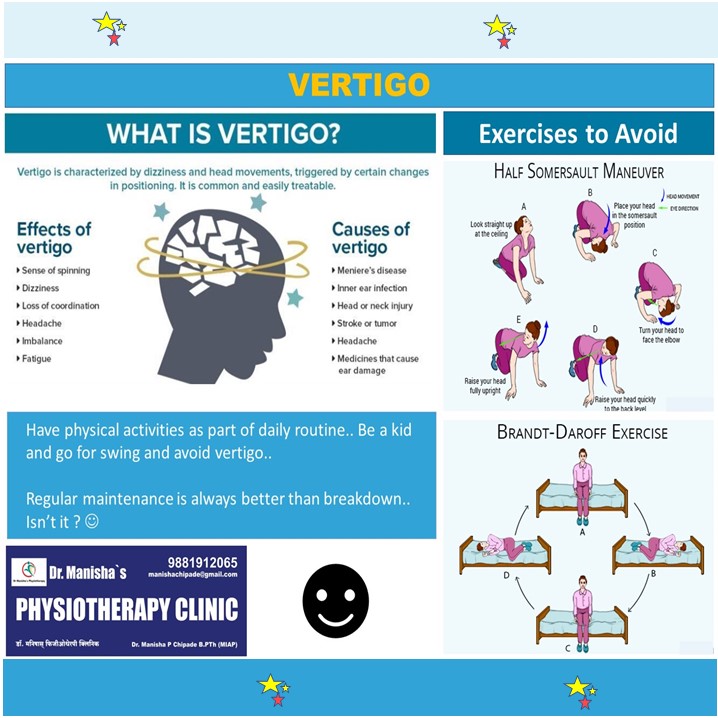 VERTIGO
WHAT IS VERTIGO?
Vertigo is characterized by dizziness and head movements, triggered by certain changes
in positioning. It is common and easily treatable.
Effects of
vertigo
Sense of spinning
Dizziness
Loss of coordination
Headache
Imbalance
Fatigue
Causes of
vertigo
Meniere's disease
Inner ear infection
Head or neck injury
Stroke or tumor
Headache
Medicines that cause
ear damage
Have physical activities as part of daily routine.. Be a kid
and go for swing and avoid vertigo..
Regular maintenance is always better than breakdown..
Isn't it ? ☺
Dr. Manisha`s
9881912065
manishachipade@gmail.com
PHYSIOTHERAPY CLINIC
डॉ. मनिषास् फिजीओथेरपी क्लिनिक
Dr. Manisha P Chipade B.PTh (MIAP)
Exercises to Avoid
HALF SOMERSAULT MANEUVER
HEAD MOVEMENT
EYE DIRECTION
A
Look straight up
at the ceiling
B
Place your head
in the somersault
position
C
Turn your head to
face the elbow
D
Raise your head quickly
to the back level
E
Raise your head
fully upright
BRANDT-DAROFF EXERCISE
A
B
C
D